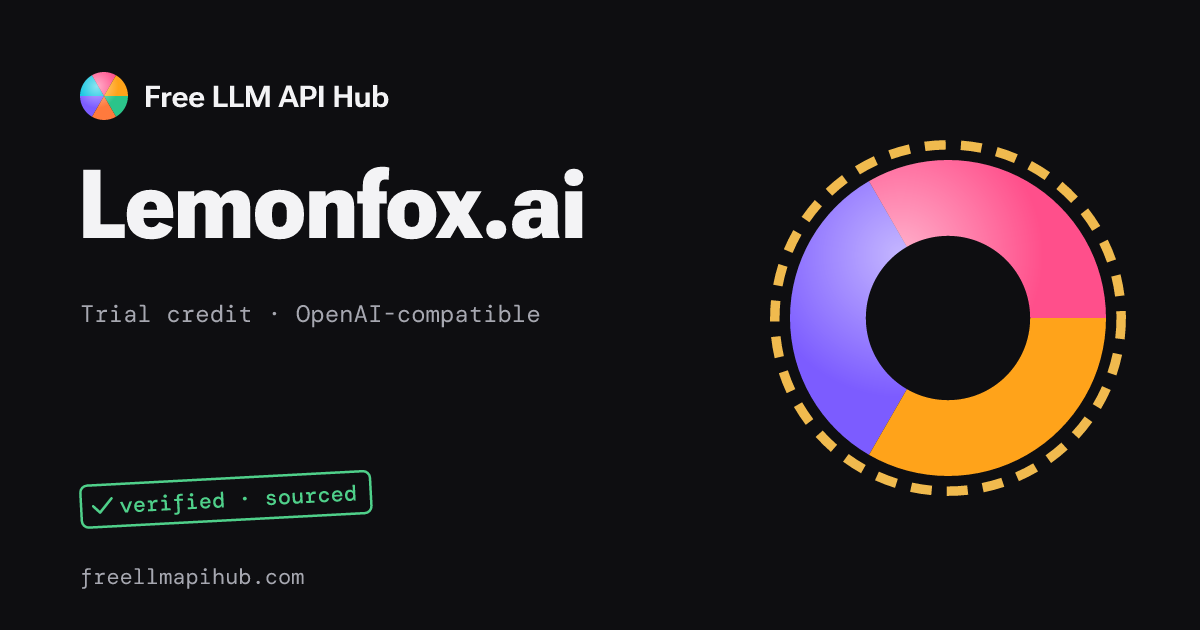 Free LLM API Hub
Lemonfox.ai
Trial credit · OpenAI-compatible
verified · sourced
freellmapihub.com